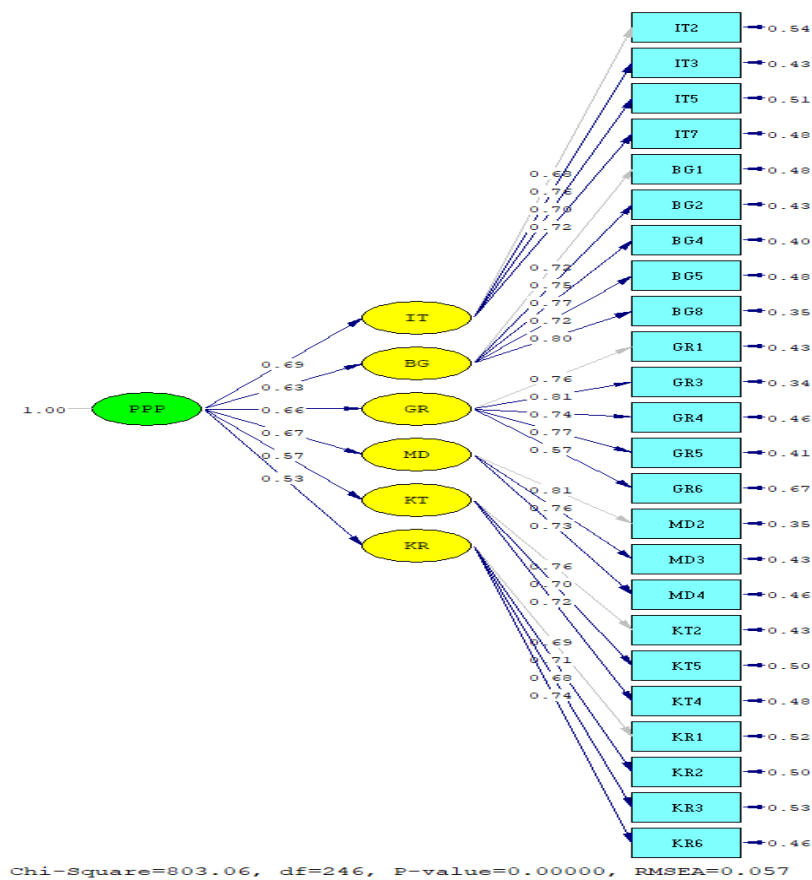 IT2 0.54
IT3 0.43
IT5 0.51
IT7 0.48
0.68
BG1 0.48
0.76
BG2 0.43
0.70
0.72
BG4 0.40
0.72
BG5 0.48
0.75
0.77
BG8 0.35
IT
0.72
0.80
GR1 0.43
BG
0.69
0.76
GR3 0.34
0.63
0.81
1.00 PPP
0.66
GR
0.74
GR4 0.46
0.67
0.77
GR5 0.41
MD
0.57
0.57
GR6 0.67
0.53
0.81
KT
0.76
MD2 0.35
0.73
KR
MD3 0.43
0.76
0.70
MD4 0.46
0.72
KT2 0.43
0.69
0.71
KT5 0.50
0.68
0.74
KT4 0.48
KR1 0.52
KR2 0.50
KR3 0.53
KR6 0.46
Chi-Square=803.06, df=246, P-value=0.00000, RMSEA=0.057